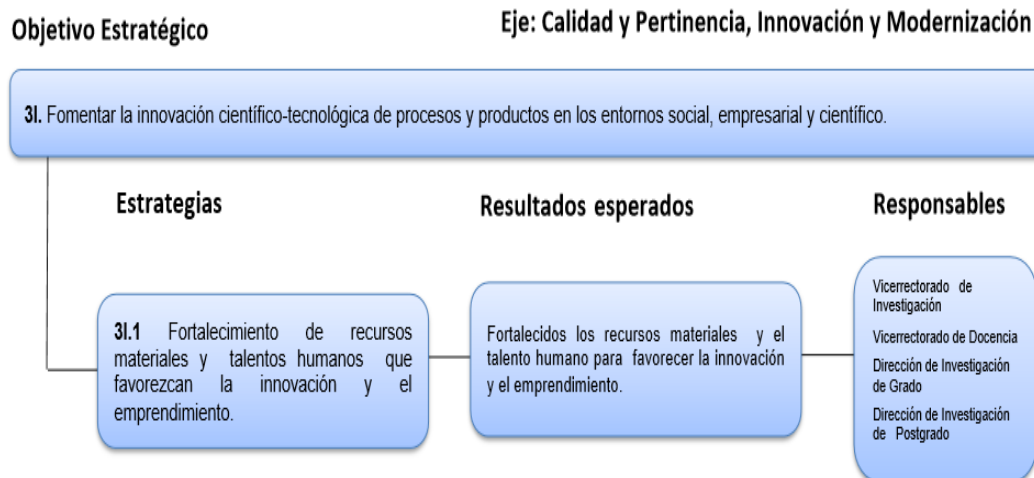 Objetivo Estratégico
Eje: Calidad y Pertinencia, Innovación y Modernización
3I. Fomentar la innovación científico-tecnológica de procesos y productos en los entornos social, empresarial y científico.
Estrategias
Resultados esperados
Responsables
3I.1 Fortalecimiento de recursos
materiales y talentos humanos que
favorezcan la innovación y el
emprendimiento.
Fortalecidos los recursos materiales y el
talento humano para favorecer la innovación
y el emprendimiento.
Vicerrectorado de
Investigación
Vicerrectorado de Docencia
Dirección de Investigación
de Grado
Dirección de Investigación
de Postgrado